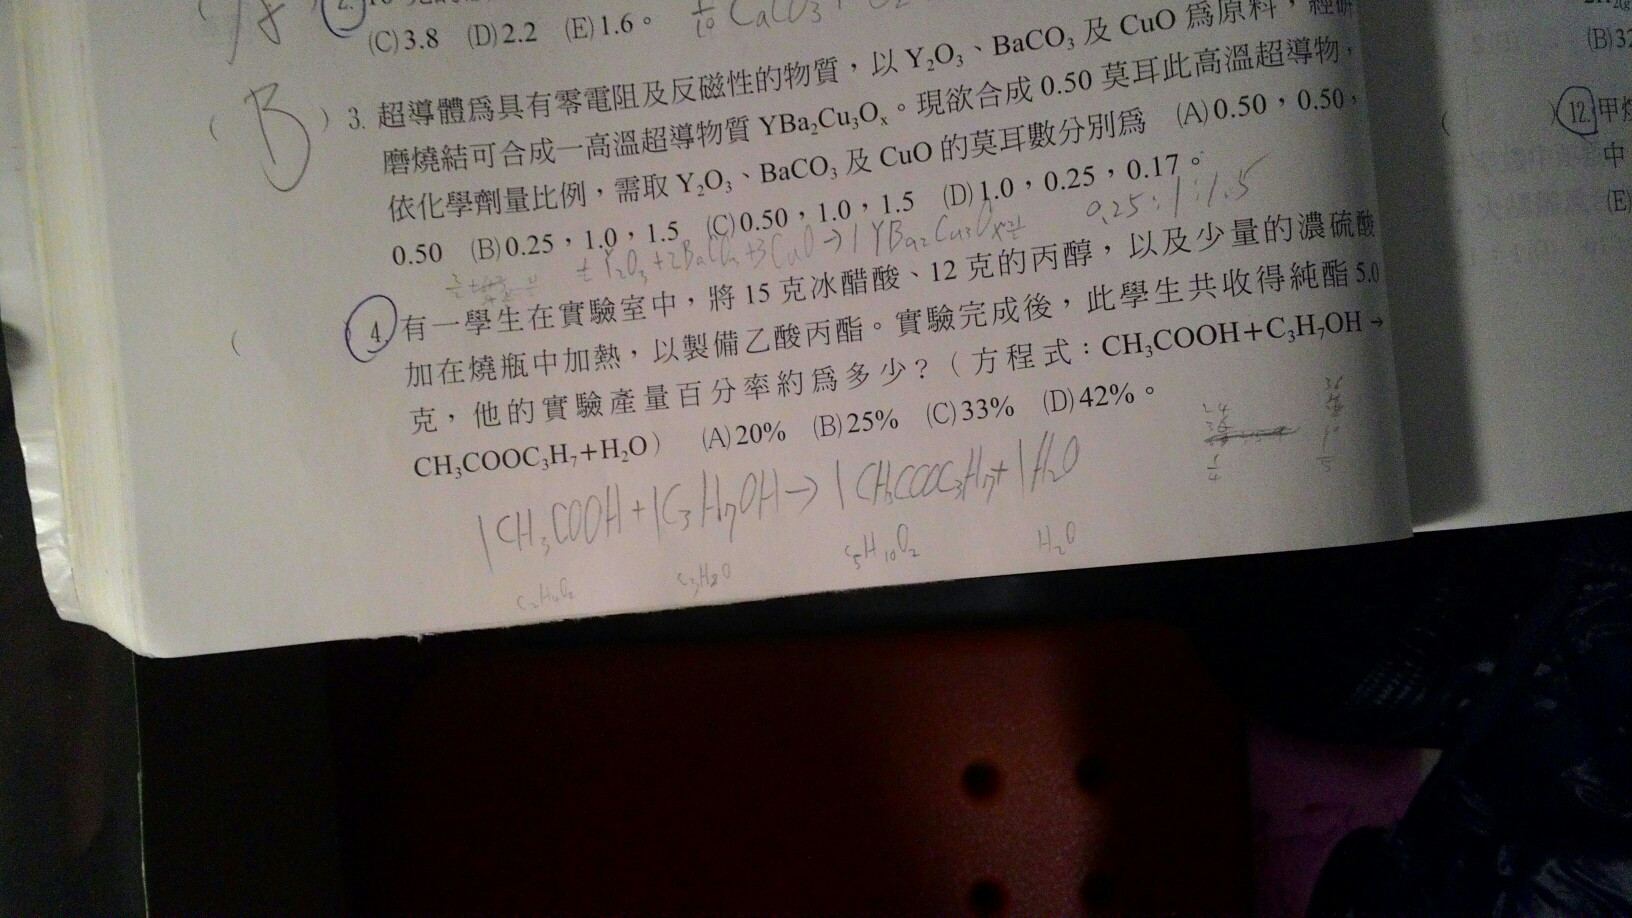 (C)3.8 (D)2.2 (E)1.6。
(B) 3. 超導體為具有零電阻及反磁性的物質,以 Y₂O₃、BaCO₃ 及 CuO 為原料,經研
磨燒結可合成一高溫超導物質 YBa₂Cu₃Oₓ。現欲合成 0.50 莫耳此高溫超導物,
依化學劑量比例,需取 Y₂O₃、BaCO₃ 及 CuO 的莫耳數分別為 (A)0.50,0.50,
0.50 (B)0.25,1.0,1.5 (C)0.50,1.0,1.5 (D)1.0,0.25,0.17。
0.25:1:1.5
( ) 4. 有一學生在實驗室中,將 15 克冰醋酸、12 克的丙醇,以及少量的濃硫酸
加在燒瓶中加熱,以製備乙酸丙酯。實驗完成後,此學生共收得純酯 5.0
克,他的實驗產量百分率約為多少?(方程式:CH₃COOH+C₃H₇OH→
CH₃COOC₃H₇+H₂O) (A)20% (B)25% (C)33% (D)42%。
1CH₃COOH+1C₃H₇OH→1CH₃COOC₃H₇+1H₂O
C₂H₄O₂ C₃H₈O C₅H₁₀O₂ H₂O
(B)32
12. 甲烷
中
(E)